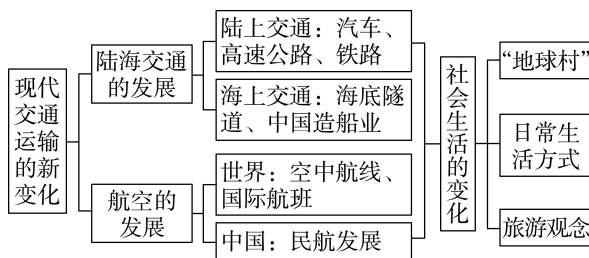 现代
交通
运输
的新
变化
陆海交通
的发展
航空的
发展
陆上交通：汽车、
高速公路、铁路
海上交通：海底隧
道、中国造船业
世界：空中航线、
国际航班
中国：民航发展
社会生活的变化
“地球村”
日常生
活方式
旅游观念